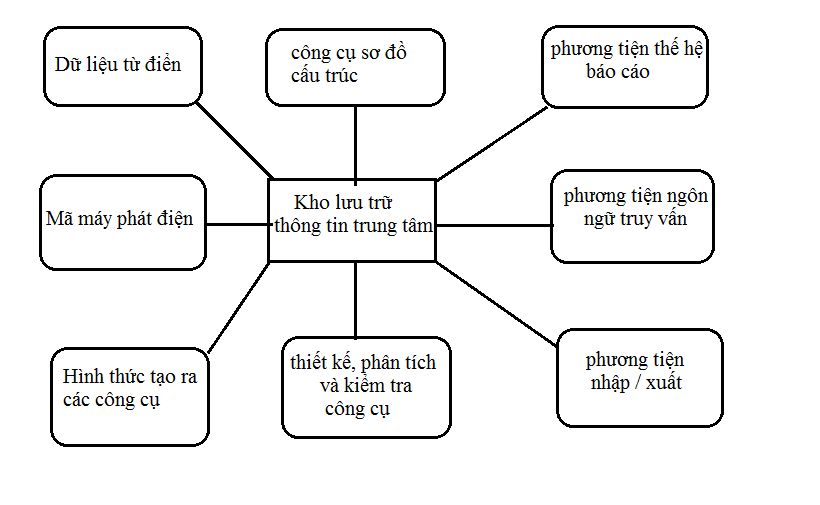 Dữ liệu từ điển
công cụ sơ đồ
cấu trúc
phương tiện thế hệ
báo cáo
Mã máy phát điện
Kho lưu trữ
thông tin trung tâm
phương tiện ngôn
ngữ truy vấn
Hình thức tạo ra
các công cụ
thiết kế, phân tích
và kiểm tra
công cụ
phương tiện
nhập / xuất